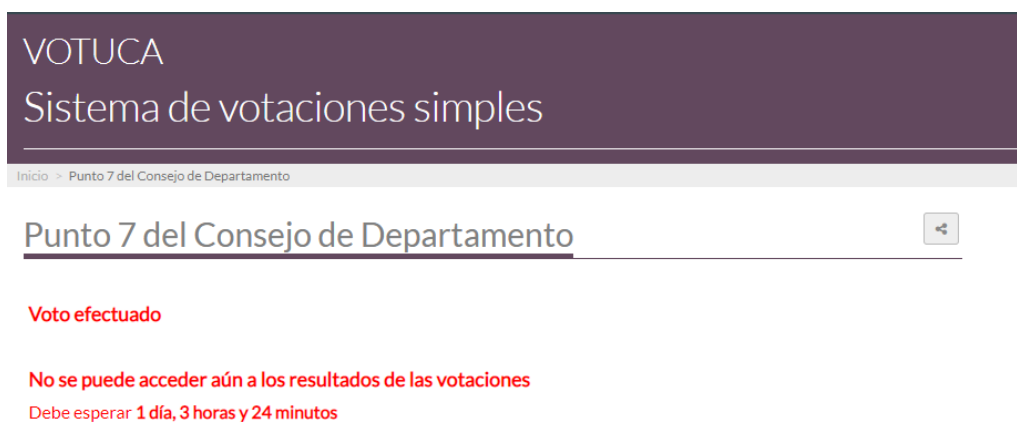 VOTUCA
Sistema de votaciones simples
Inicio > Punto 7 del Consejo de Departamento
Punto 7 del Consejo de Departamento
Voto efectuado
No se puede acceder aún a los resultados de las votaciones
Debe esperar 1 día, 3 horas y 24 minutos